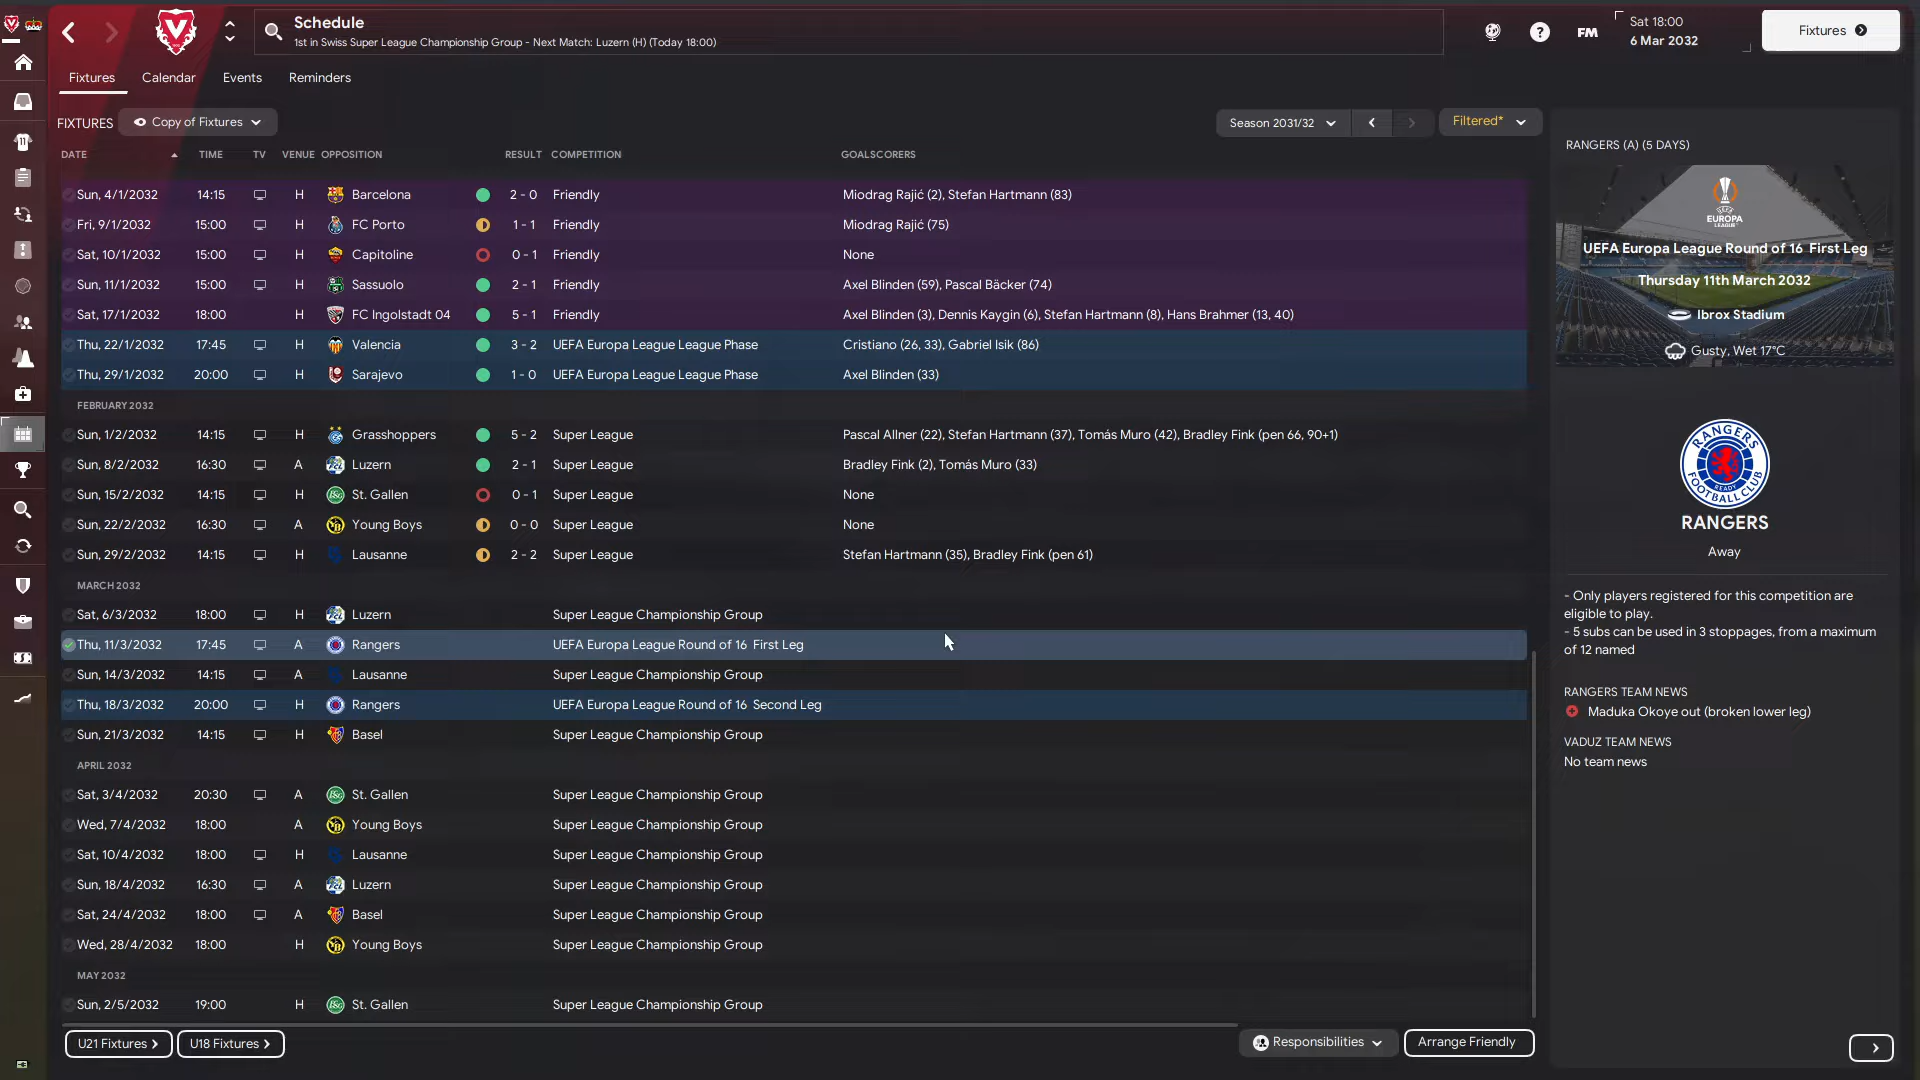 Schedule
1st in Swiss Super League Championship Group - Next Match: Luzern (H) (Today 18:00)
FM
Sat 18:00
6 Mar 2032
Fixtures
Fixtures Calendar Events Reminders
FIXTURES Copy of Fixtures Season 2031/32 Filtered*
DATE TIME TV VENUE OPPOSITION RESULT COMPETITION GOALSCORERS
Sun, 4/1/2032 14:15 H Barcelona 2 - 0 Friendly Miodrag Rajić (2), Stefan Hartmann (83)
Fri, 9/1/2032 15:00 H FC Porto 1 - 1 Friendly Miodrag Rajić (75)
Sat, 10/1/2032 15:00 H Capitoline 0 - 1 Friendly None
Sun, 11/1/2032 15:00 H Sassuolo 2 - 1 Friendly Axel Blinden (59), Pascal Bäcker (74)
Sat, 17/1/2032 18:00 H FC Ingolstadt 04 5 - 1 Friendly Axel Blinden (3), Dennis Kaygin (6), Stefan Hartmann (8), Hans Brahmer (13, 40)
Thu, 22/1/2032 17:45 H Valencia 3 - 2 UEFA Europa League League Phase Cristiano (26, 33), Gabriel Isik (86)
Thu, 29/1/2032 20:00 H Sarajevo 1 - 0 UEFA Europa League League Phase Axel Blinden (33)
FEBRUARY 2032
Sun, 1/2/2032 14:15 H Grasshoppers 5 - 2 Super League Pascal Allner (22), Stefan Hartmann (37), Tomás Muro (42), Bradley Fink (pen 66, 90+1)
Sun, 8/2/2032 16:30 A Luzern 2 - 1 Super League Bradley Fink (2), Tomás Muro (33)
Sun, 15/2/2032 14:15 H St. Gallen 0 - 1 Super League None
Sun, 22/2/2032 16:30 A Young Boys 0 - 0 Super League None
Sun, 29/2/2032 14:15 H Lausanne 2 - 2 Super League Stefan Hartmann (35), Bradley Fink (pen 61)
MARCH 2032
Sat, 6/3/2032 18:00 H Luzern Super League Championship Group
Thu, 11/3/2032 17:45 A Rangers UEFA Europa League Round of 16 First Leg
Sun, 14/3/2032 14:15 A Lausanne Super League Championship Group
Thu, 18/3/2032 20:00 H Rangers UEFA Europa League Round of 16 Second Leg
Sun, 21/3/2032 14:15 H Basel Super League Championship Group
APRIL 2032
Sat, 3/4/2032 20:30 A St. Gallen Super League Championship Group
Wed, 7/4/2032 18:00 A Young Boys Super League Championship Group
Sat, 10/4/2032 18:00 H Lausanne Super League Championship Group
Sun, 18/4/2032 16:30 A Luzern Super League Championship Group
Sat, 24/4/2032 18:00 A Basel Super League Championship Group
Wed, 28/4/2032 18:00 H Young Boys Super League Championship Group
MAY 2032
Sun, 2/5/2032 19:00 H St. Gallen Super League Championship Group
U21 Fixtures U18 Fixtures Responsibilities Arrange Friendly
RANGERS (A) (5 DAYS)
UEFA
EUROPA
LEAGUE
UEFA Europa League Round of 16 First Leg
Thursday 11th March 2032
Ibrox Stadium
Gusty, Wet 17°C
RANGERS
READY
FOOTBALL CLUB
RANGERS
Away
- Only players registered for this competition are
eligible to play.
- 5 subs can be used in 3 stoppages, from a maximum
of 12 named
RANGERS TEAM NEWS
Maduka Okoye out (broken lower leg)
VADUZ TEAM NEWS
No team news